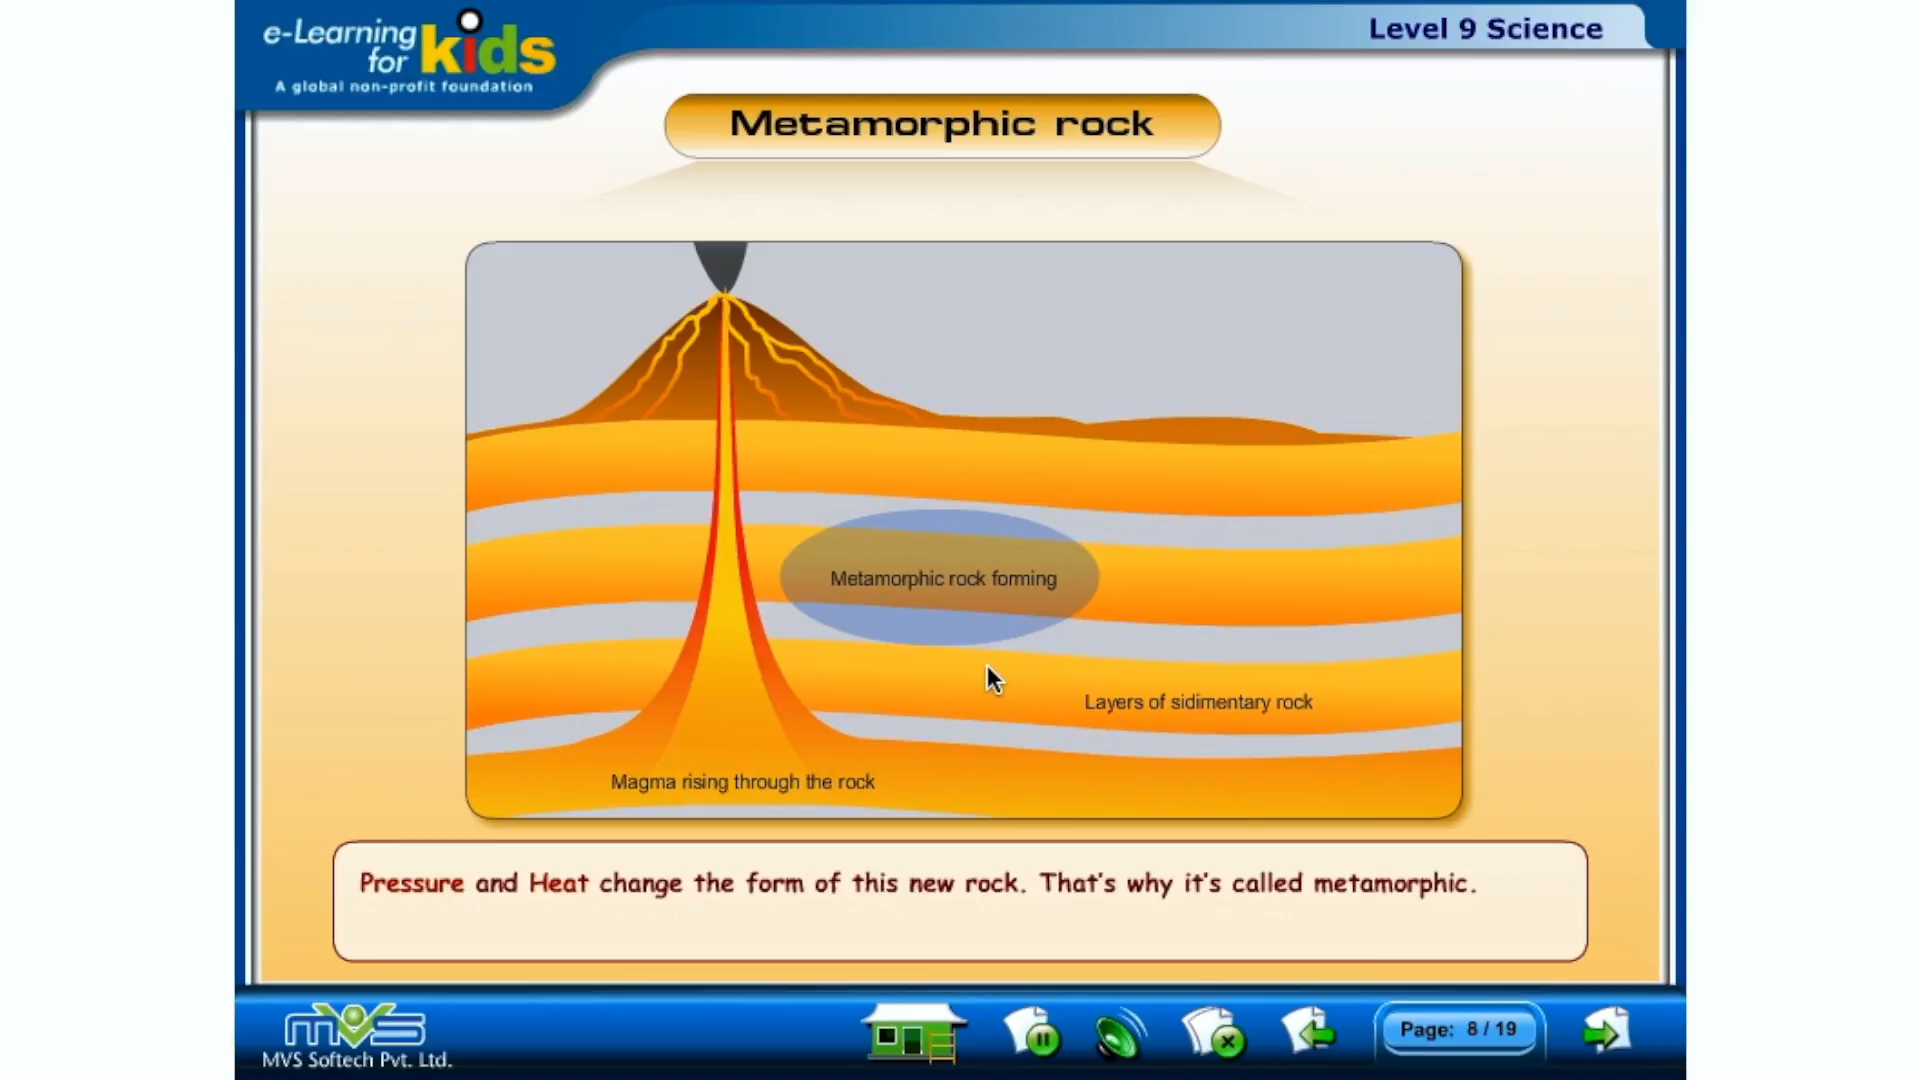 e-Learning
for kids
A global non-profit foundation
Level 9 Science
Metamorphic rock
Metamorphic rock forming
Layers of sidimentary rock
Magma rising through the rock
Pressure and Heat change the form of this new rock. That's why it's called metamorphic.
MVS
MVS Softech Pvt. Ltd.
Page: 8 / 19